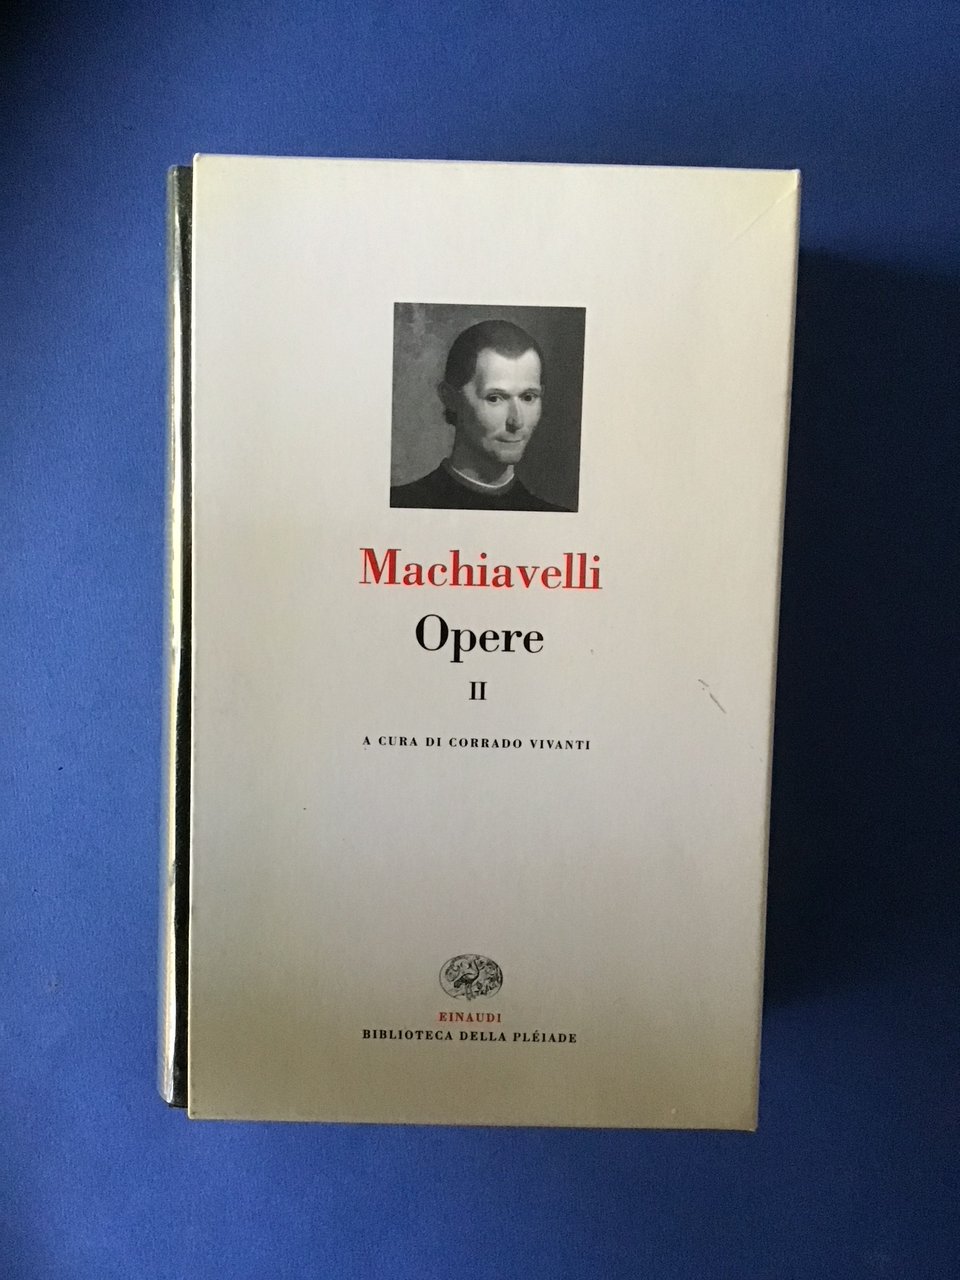 Machiavelli
Opere
II
A CURA DI CORRADO VIVANTI
EINAUDI
BIBLIOTECA DELLA PLÉIADE